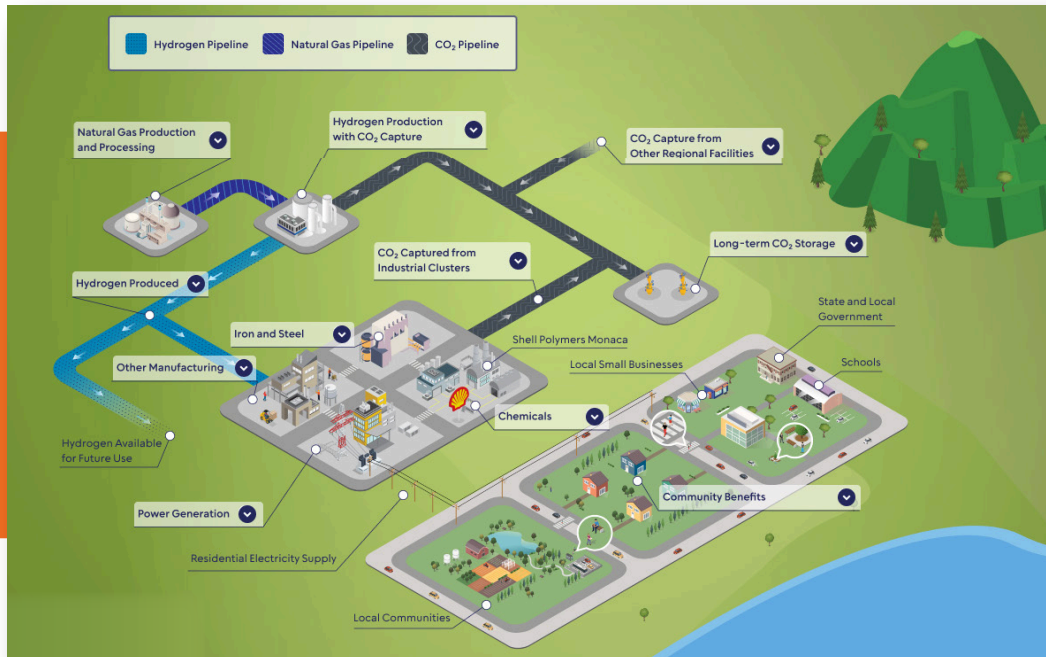 Hydrogen Pipeline
Natural Gas Pipeline
CO₂ Pipeline
Natural Gas Production
and Processing
Hydrogen Production
with CO₂ Capture
CO₂ Capture from
Other Regional Facilities
CO₂ Captured from
Industrial Clusters
Long-term CO₂ Storage
Hydrogen Produced
State and Local
Government
Iron and Steel
Shell Polymers Monaca
Other Manufacturing
Local Small Businesses
Schools
Chemicals
Hydrogen Available
for Future Use
Community Benefits
Power Generation
Residential Electricity Supply
Local Communities